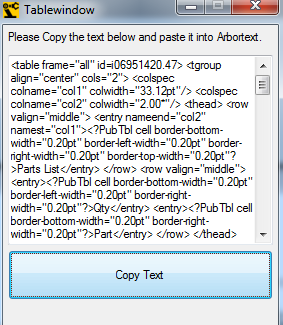 Tablewindow
Please Copy the text below and paste it into Arbortext.
<table frame="all" id=i06951420.47> <tgroup
align="center" cols="2"> <colspec
colname="col1" colwidth="33.12pt"/> <colspec
colname="col2" colwidth="2.00*"/> <thead> <row
valign="middle"> <entry nameend="col2"
namest="col1"><?PubTbl cell border-bottom-
width="0.20pt" border-left-width="0.20pt" border-
right-width="0.20pt" border-top-width="0.20pt"?
>Parts List</entry> </row> <row valign="middle">
<entry><?PubTbl cell border-bottom-width="0.20pt"
border-left-width="0.20pt" border-right-
width="0.20pt"?>Qty</entry> <entry><?PubTbl cell
border-bottom-width="0.20pt" border-right-
width="0.20pt"?>Part</entry> </row> </thead>
Copy Text